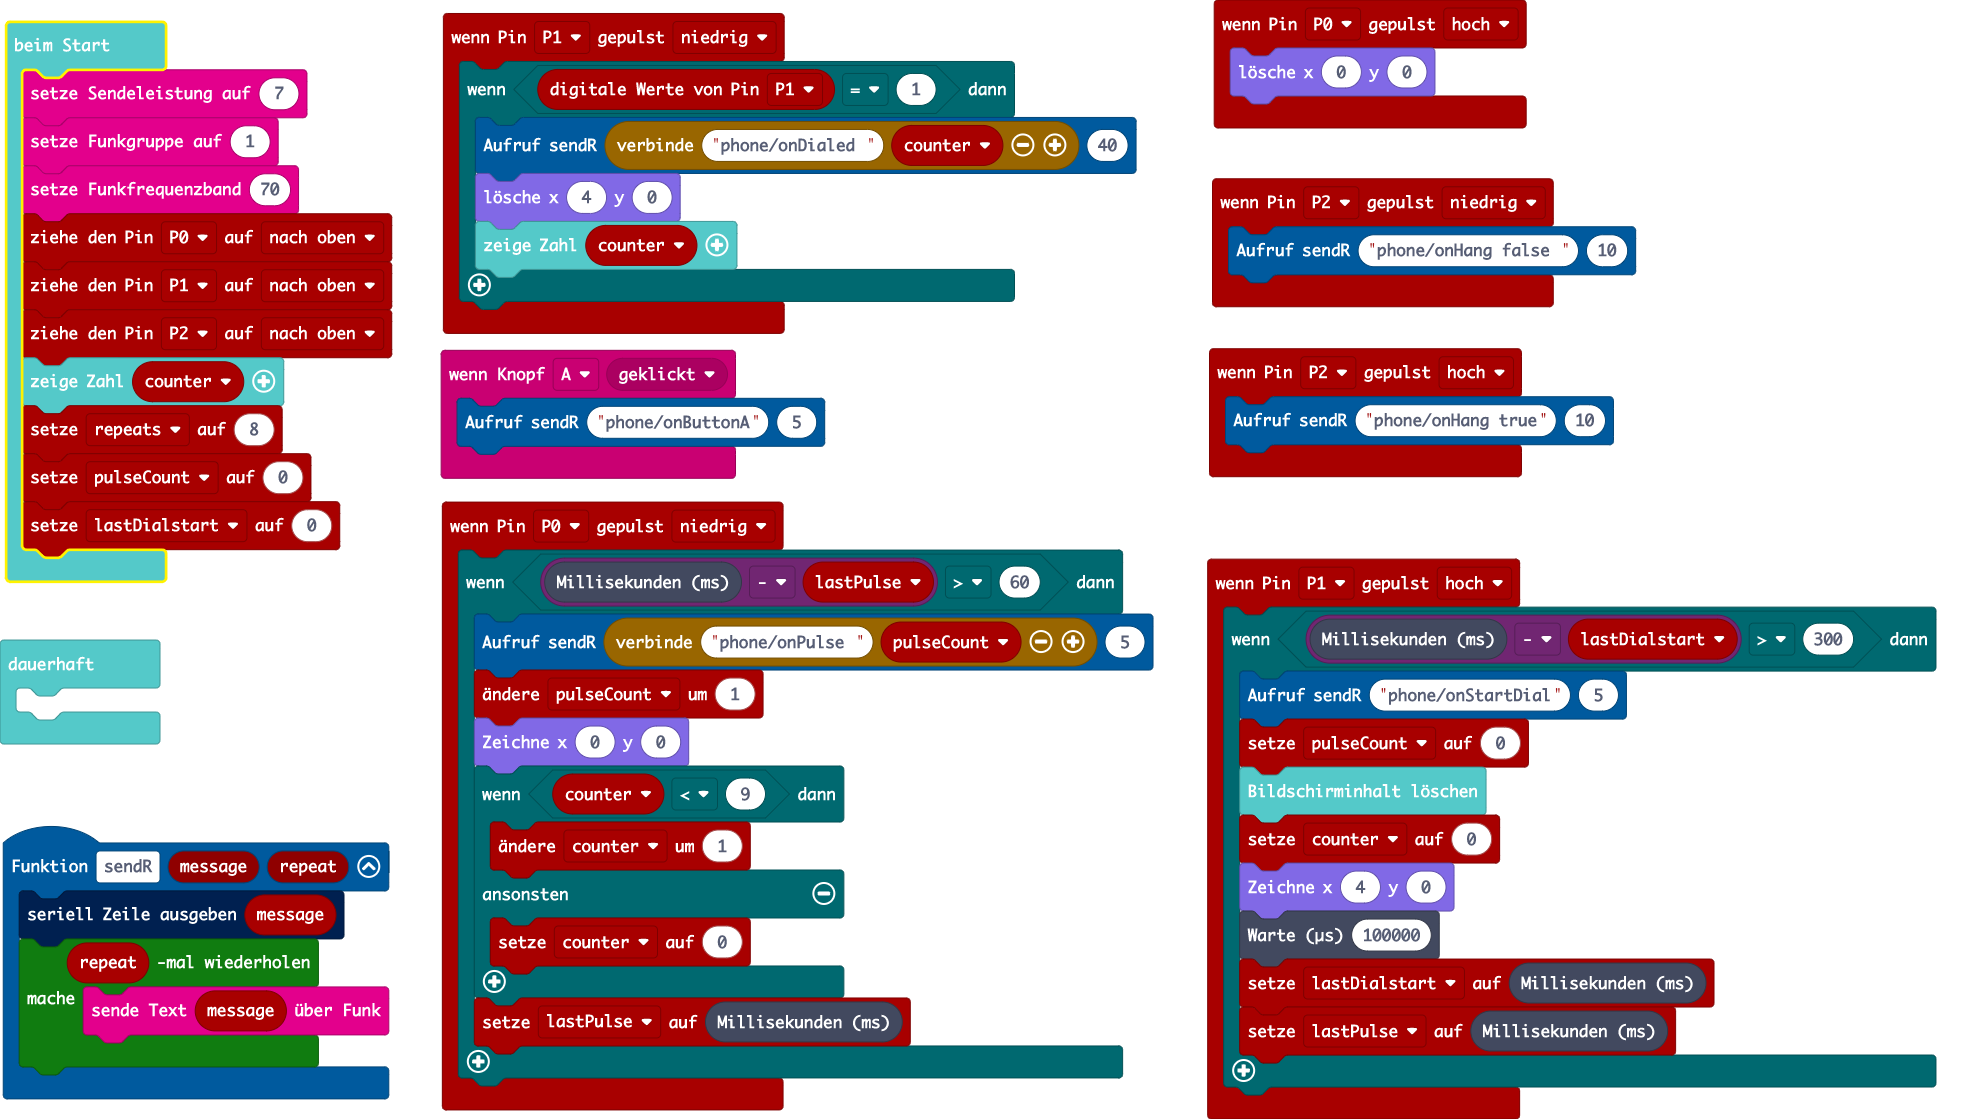 beim Start
setze Sendeleistung auf 7
setze Funkgruppe auf 1
setze Funkfrequenzband 70
ziehe den Pin P0 auf nach oben
ziehe den Pin P1 auf nach oben
ziehe den Pin P2 auf nach oben
zeige Zahl counter
setze repeats auf 8
setze pulseCount auf 0
setze lastDialstart auf 0
dauerhaft
Funktion sendR message repeat
seriell Zeile ausgeben message
repeat -mal wiederholen
mache
sende Text message über Funk
wenn Pin P1 gepulst niedrig
wenn digitale Werte von Pin P1 = 1 dann
Aufruf sendR verbinde "phone/onDialed " counter 40
lösche x 4 y 0
zeige Zahl counter
wenn Knopf A geklickt
Aufruf sendR "phone/onButtonA" 5
wenn Pin P0 gepulst niedrig
wenn Millisekunden (ms) - lastPulse > 60 dann
Aufruf sendR verbinde "phone/onPulse " pulseCount 5
ändere pulseCount um 1
Zeichne x 0 y 0
wenn counter < 9 dann
ändere counter um 1
ansonsten
setze counter auf 0
setze lastPulse auf Millisekunden (ms)
wenn Pin P0 gepulst hoch
lösche x 0 y 0
wenn Pin P2 gepulst niedrig
Aufruf sendR "phone/onHang false " 10
wenn Pin P2 gepulst hoch
Aufruf sendR "phone/onHang true" 10
wenn Pin P1 gepulst hoch
wenn Millisekunden (ms) - lastDialstart > 300 dann
Aufruf sendR "phone/onStartDial" 5
setze pulseCount auf 0
Bildschirminhalt löschen
setze counter auf 0
Zeichne x 4 y 0
Warte (µs) 100000
setze lastDialstart auf Millisekunden (ms)
setze lastPulse auf Millisekunden (ms)